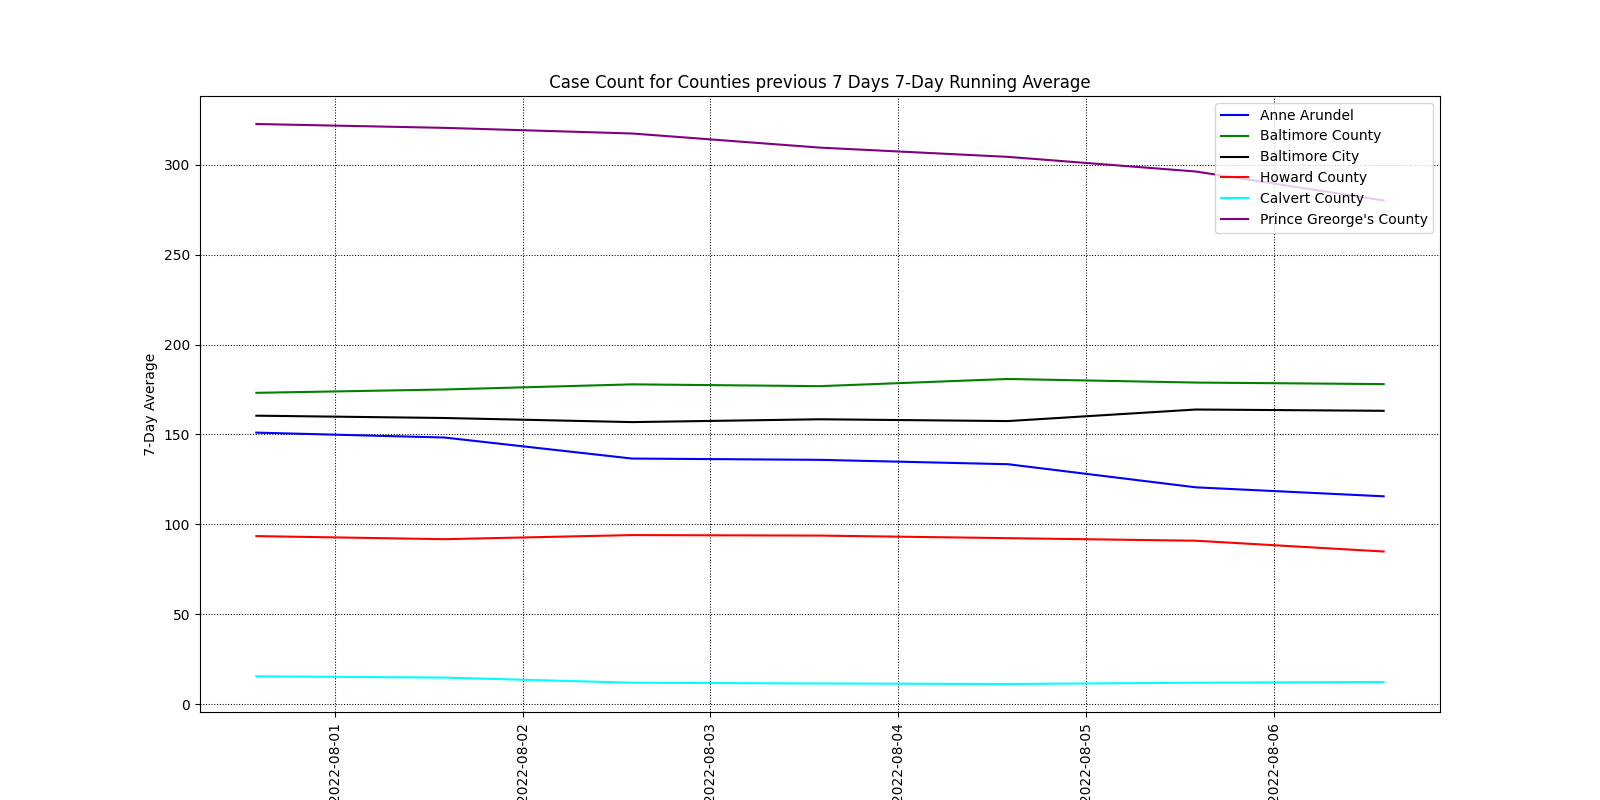 Case Count for Counties previous 7 Days 7-Day Running Average
Anne Arundel
Baltimore County
Baltimore City
Howard County
Calvert County
Prince Greorge's County
7-Day Average
300
250
200
150
100
50
0
2022-08-01
2022-08-02
2022-08-03
2022-08-04
2022-08-05
2022-08-06